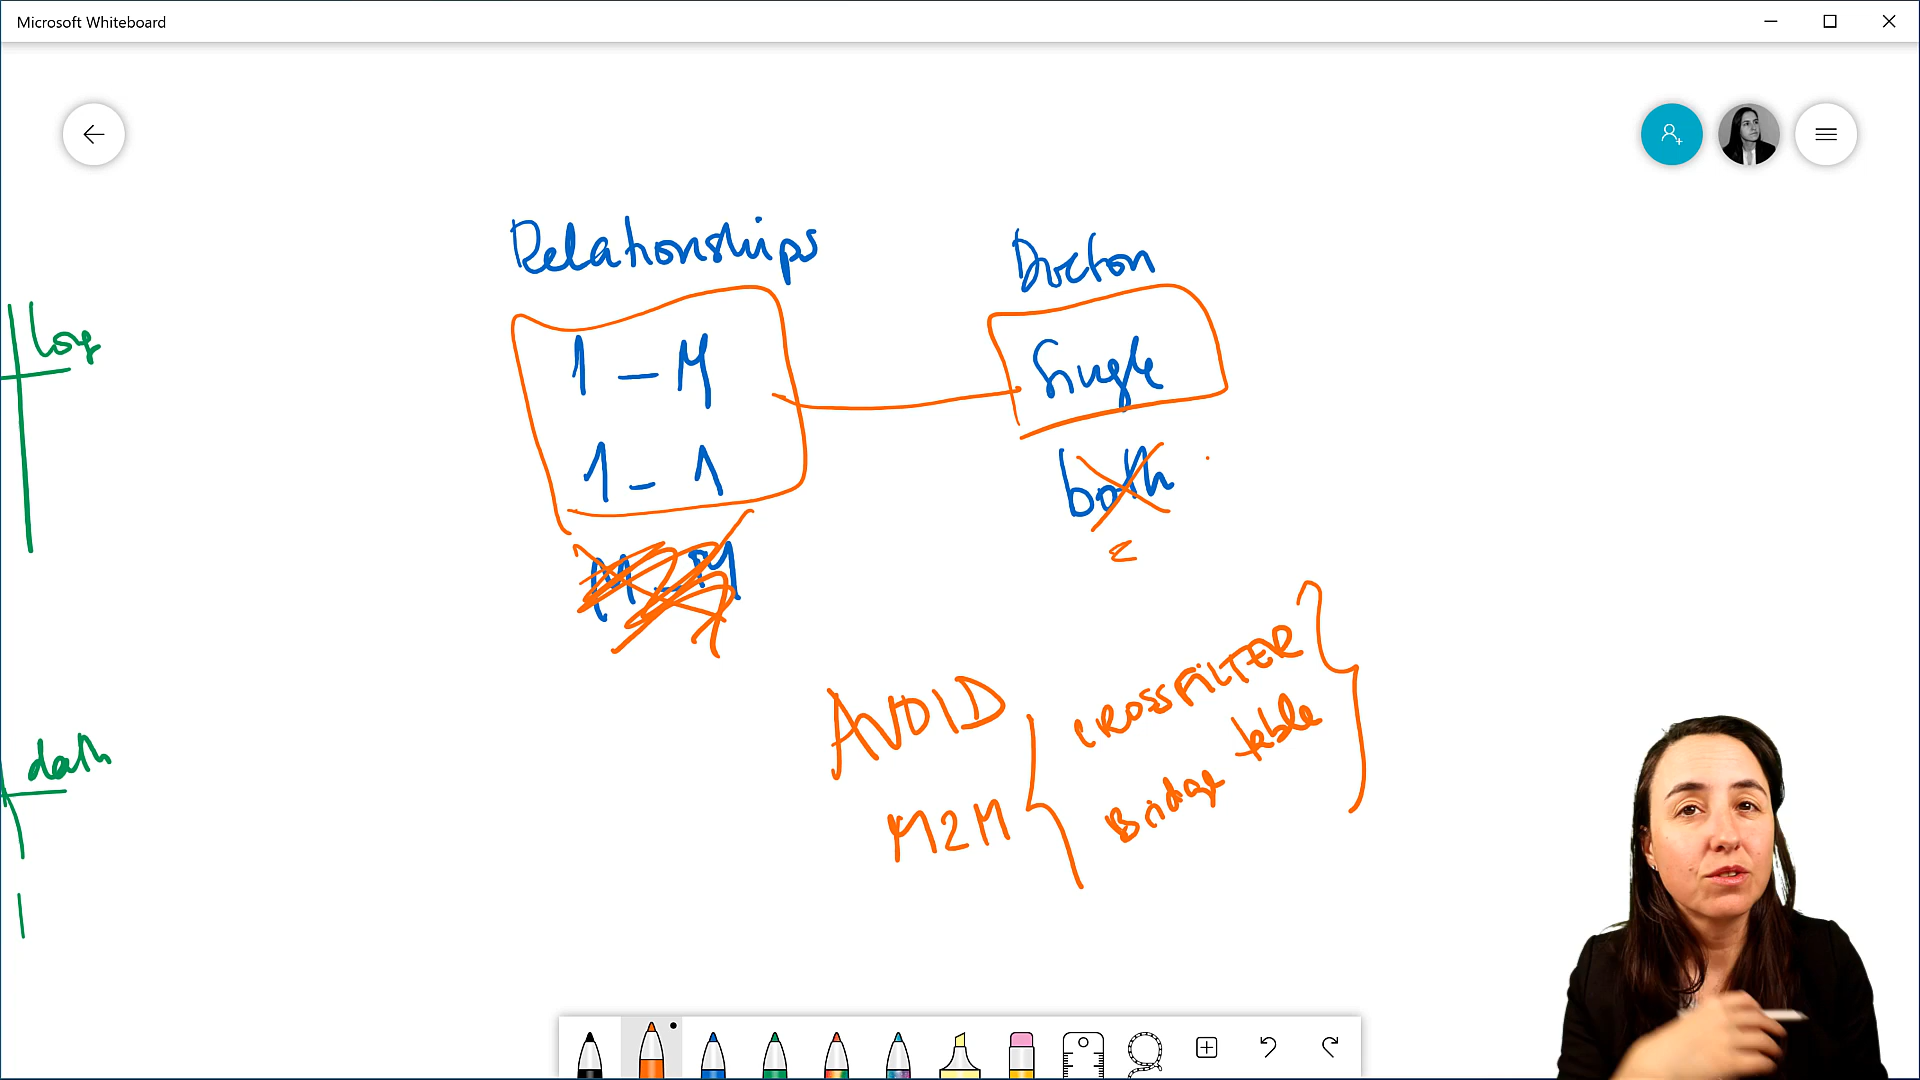 Microsoft Whiteboard
Relationships
Direction
1 - M
Single
1 - 1
both
M - M
AVOID
M2M
CROSSFILTER
Bridge table